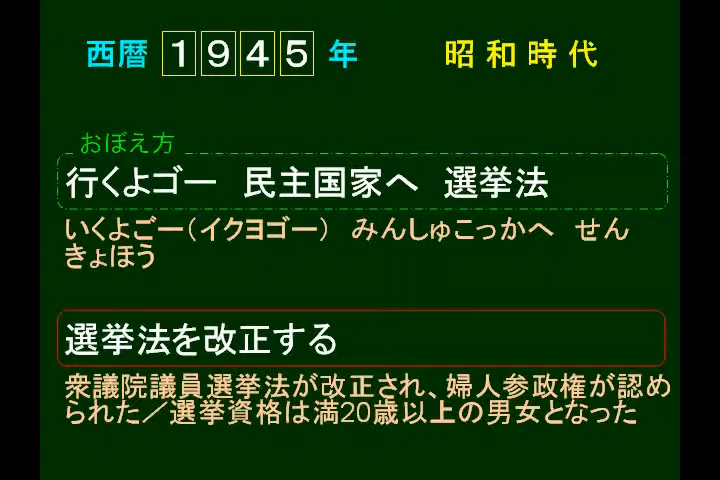 西暦 1945 年 昭和時代
おぼえ方
行くよゴー 民主国家へ 選挙法
いくよごー(イクヨゴー) みんしゅこっかへ せん
きょほう
選挙法を改正する
衆議院議員選挙法が改正され、婦人参政権が認め
られた／選挙資格は満20歳以上の男女となった